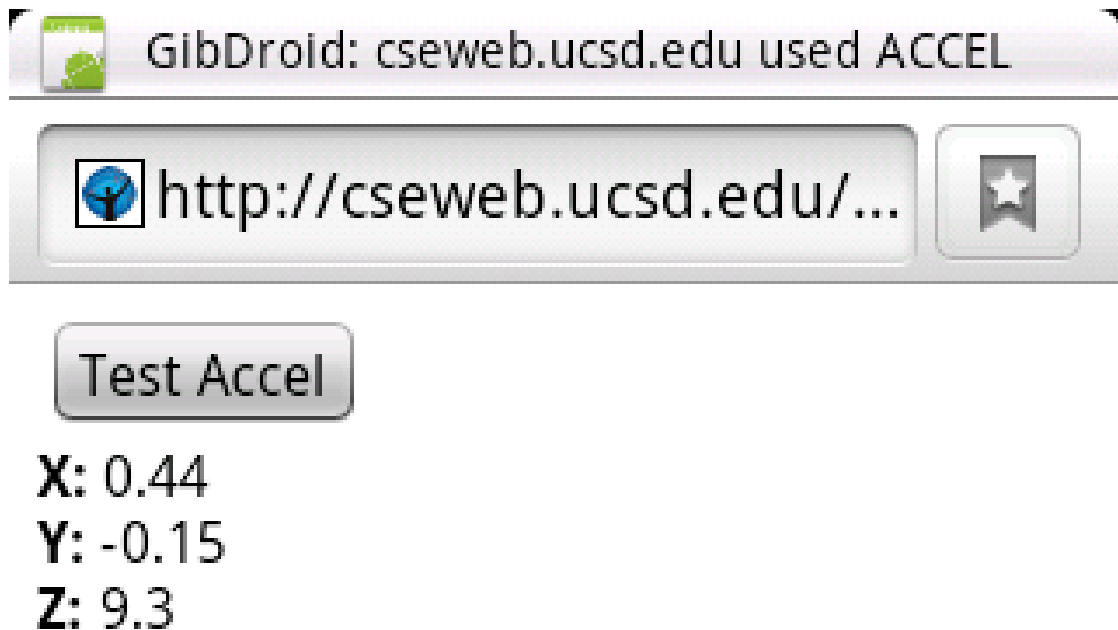 GibDroid: cseweb.ucsd.edu used ACCEL
http://cseweb.ucsd.edu/...
Test Accel
X: 0.44
Y: -0.15
Z: 9.3